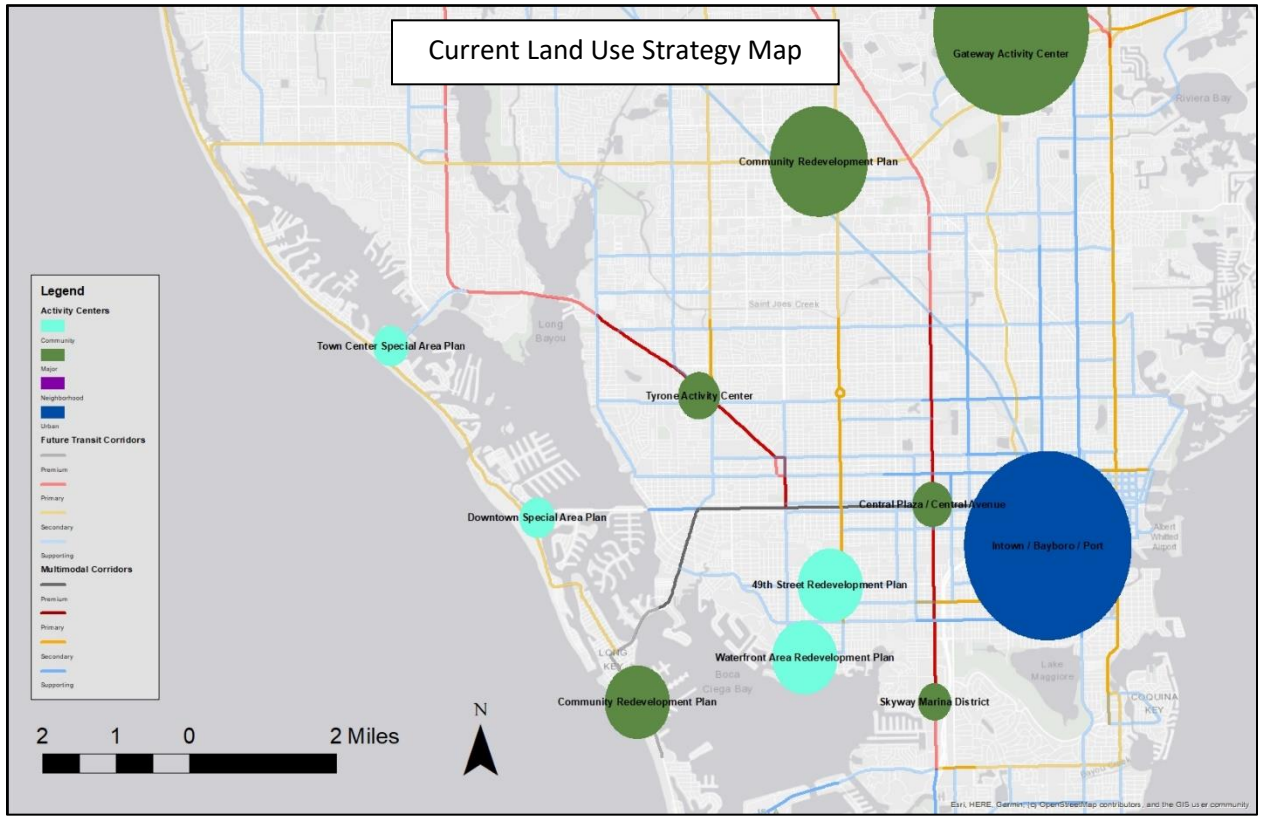 Current Land Use Strategy Map
Gateway Activity Center
Riviera Bay
Community Redevelopment Plan
Saint Joes Creek
Long
Bayou
Town Center Special Area Plan
Tyrone Activity Center
Central Plaza / Central Avenue
Downtown Special Area Plan
Albert
Whitted
Airport
Intown / Bayboro / Port
49th Street Redevelopment Plan
LONG
KEY
Waterfront Area Redevelopment Plan
Boca
Ciega Bay
Lake
Maggiore
COQUINA
KEY
Community Redevelopment Plan
Skyway Marina District
Bayou Creek
Legend
Activity Centers
Community
Major
Neighborhood
Urban
Future Transit Corridors
Premium
Primary
Secondary
Supporting
Multimodal Corridors
Premium
Primary
Secondary
Supporting
2 1 0 2 Miles
N
Esri, HERE, Garmin, (c) OpenStreetMap contributors, and the GIS user community